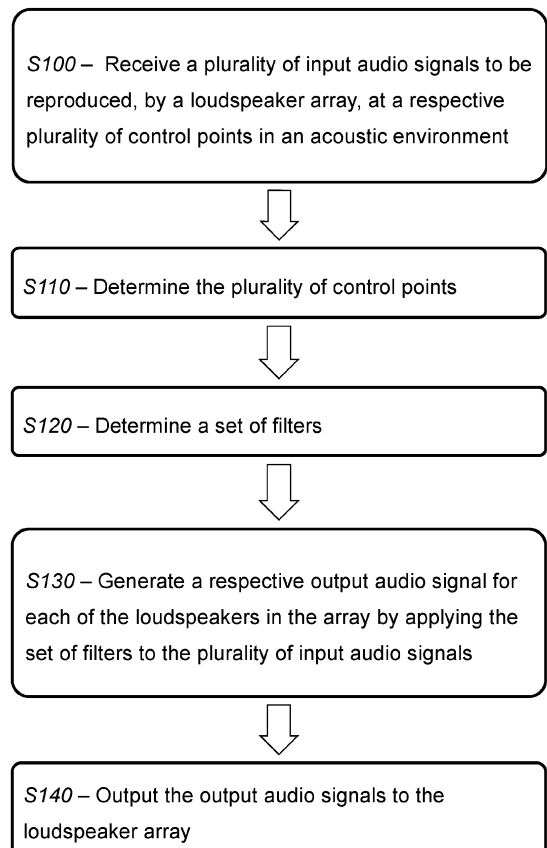 S100 – Receive a plurality of input audio signals to be
reproduced, by a loudspeaker array, at a respective
plurality of control points in an acoustic environment
S110 – Determine the plurality of control points
S120 – Determine a set of filters
S130 – Generate a respective output audio signal for
each of the loudspeakers in the array by applying the
set of filters to the plurality of input audio signals
S140 – Output the output audio signals to the
loudspeaker array